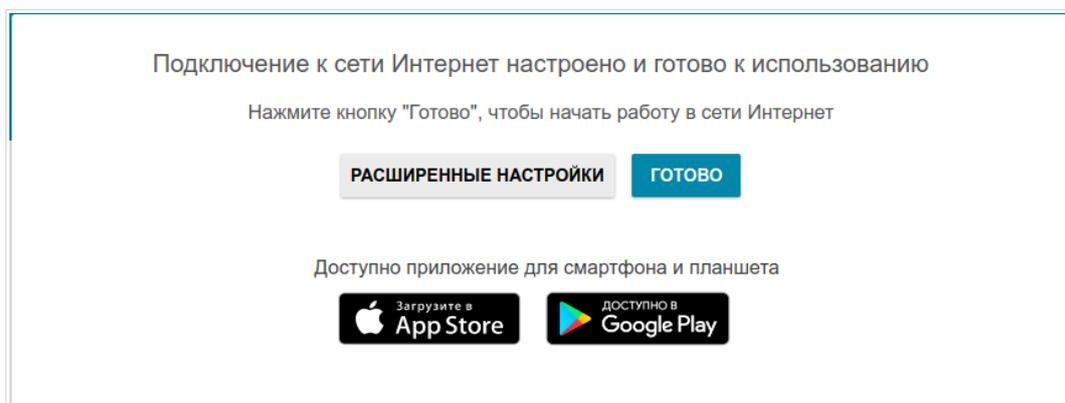 Подключение к сети Интернет настроено и готово к использованию
Нажмите кнопку "Готово", чтобы начать работу в сети Интернет
РАСШИРЕННЫЕ НАСТРОЙКИ ГОТОВО
Доступно приложение для смартфона и планшета
Загрузите в
App Store
ДОСТУПНО В
Google Play